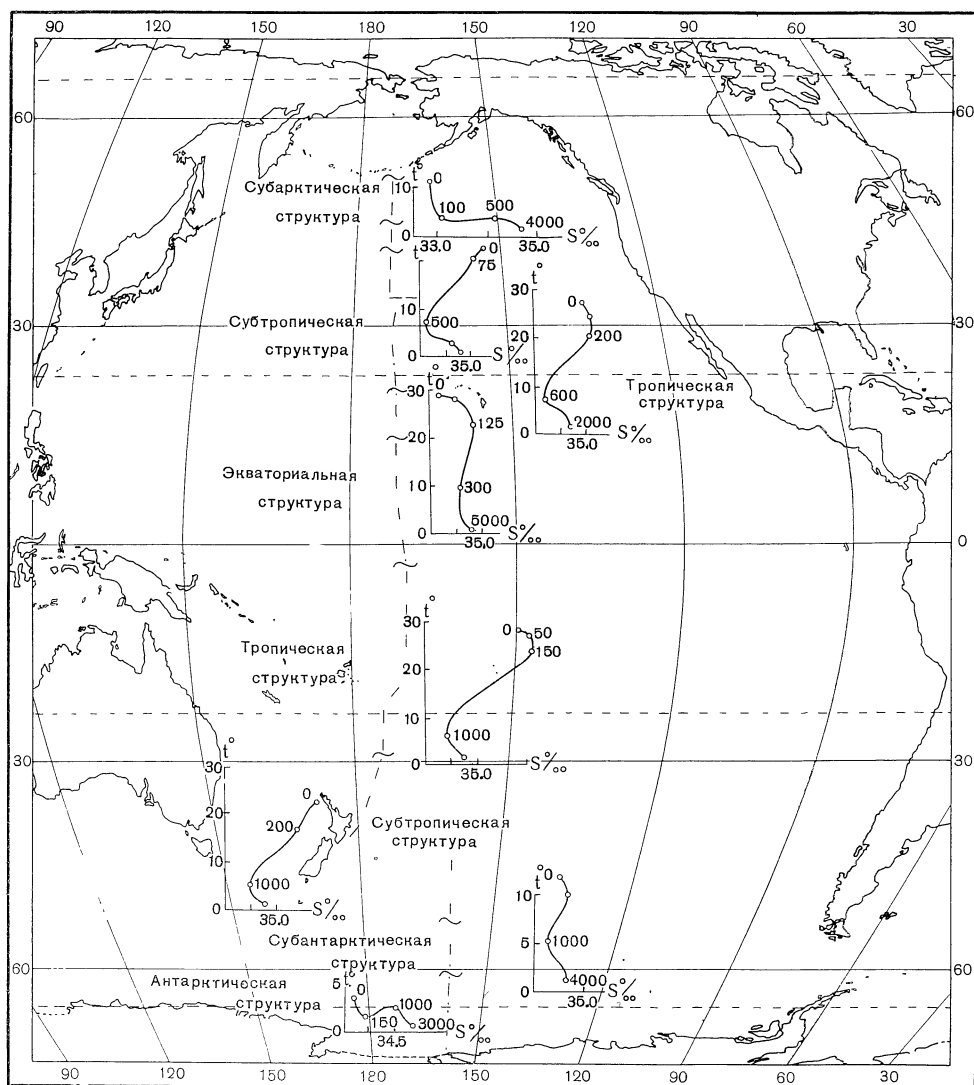 90 120 150 180 150 120 90 60 30
60 60
t° 0
10
100 500 4000
0
33.0 35.0 S‰
Субарктическая
структура
t° 0
75
10
500
0
35.0 S‰
Субтропическая
структура
30 30
t°
30 0
20 200
10 600
2000
0
35.0 S‰
Тропическая
структура
t°
30 0
125
20
10 300
5000
0
35.0 S‰
Экваториальная
структура
0
t°
30 0 50
150
20
10
1000
0
35.0 S‰
Тропическая
структура
30 30
t°
30
0
20 200
10
1000
0
35.0 S‰
Субтропическая
структура
t° 0
10
5 1000
4000
0
35.0 S‰
Субантарктическая
структура
60 60
t°
5 0
1000
150 3000
0
34.5 S‰
Антарктическая
структура
90 120 150 180 150 120 90 60 30